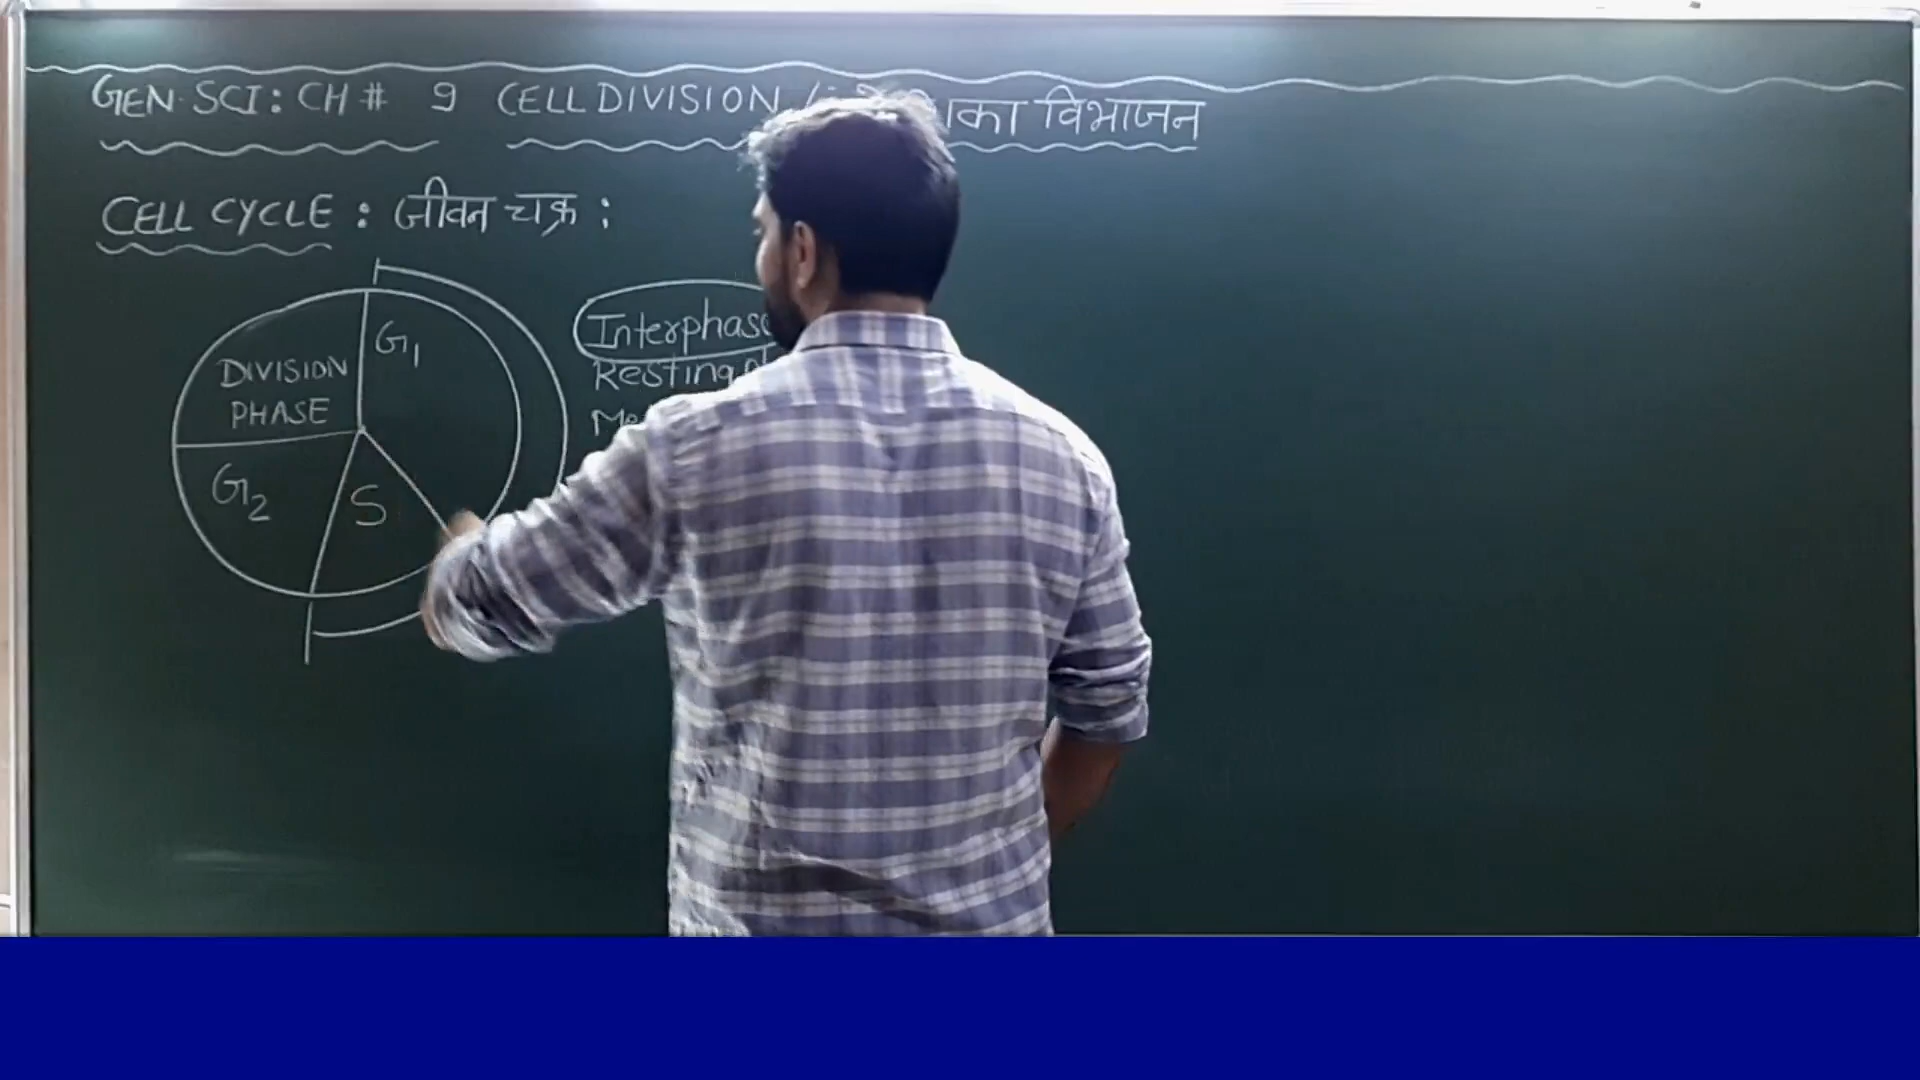 GEN. SCI: CH # 9 CELL DIVISION / विभाजन
CELL CYCLE : जीवन चक्र :
Interphase
Resting
G1
DIVISION
PHASE
G2
S